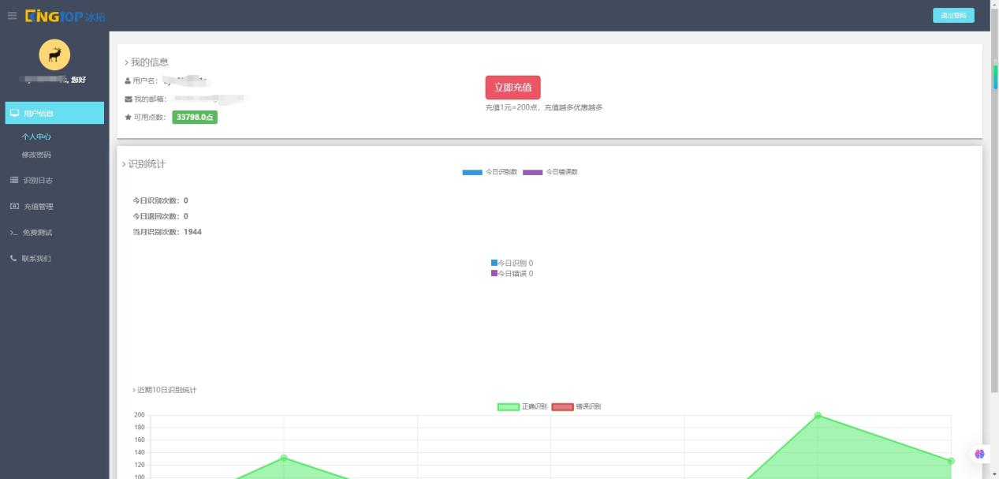 KINGTOP 冰拓
退出登陆
您好
用户信息
个人中心
修改密码
识别日志
充值管理
免费测试
联系我们
我的信息
用户名：
我的邮箱：
可用点数： 33798.0点
立即充值
充值1元=200点，充值越多优惠越多
识别统计
今日识别数 今日错误数
今日识别次数：0
今日退回次数：0
当月识别次数：1944
今日识别 0
今日错误 0
近期10日识别统计
正确识别 错误识别
200
180
160
140
120
100